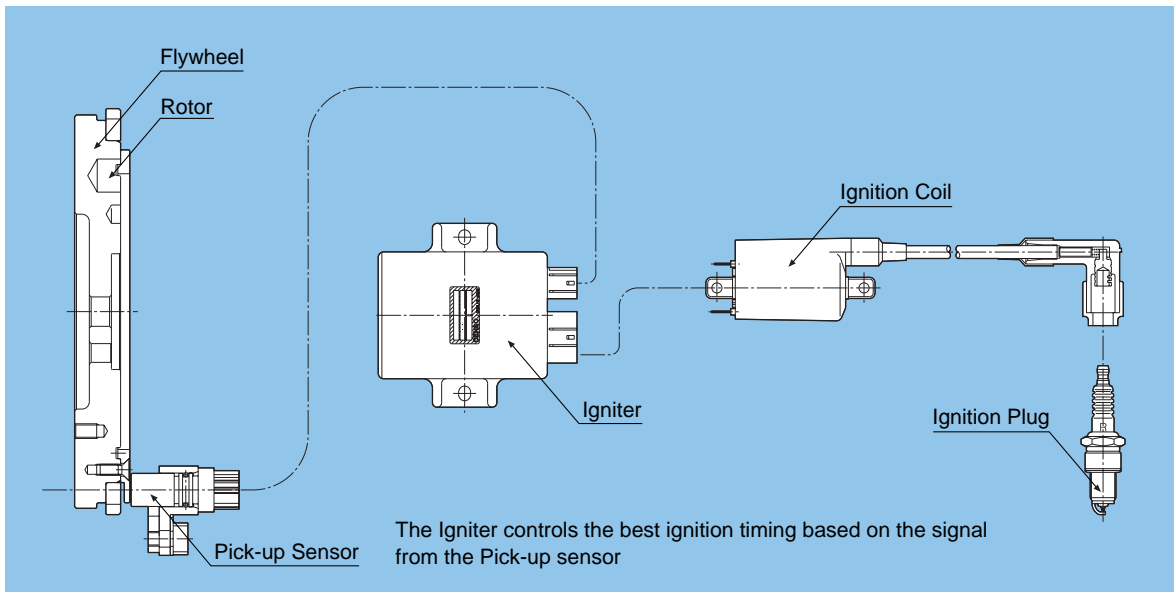 Flywheel
Rotor
Ignition Coil
Igniter
Ignition Plug
Pick-up Sensor
The Igniter controls the best ignition timing based on the signal
from the Pick-up sensor